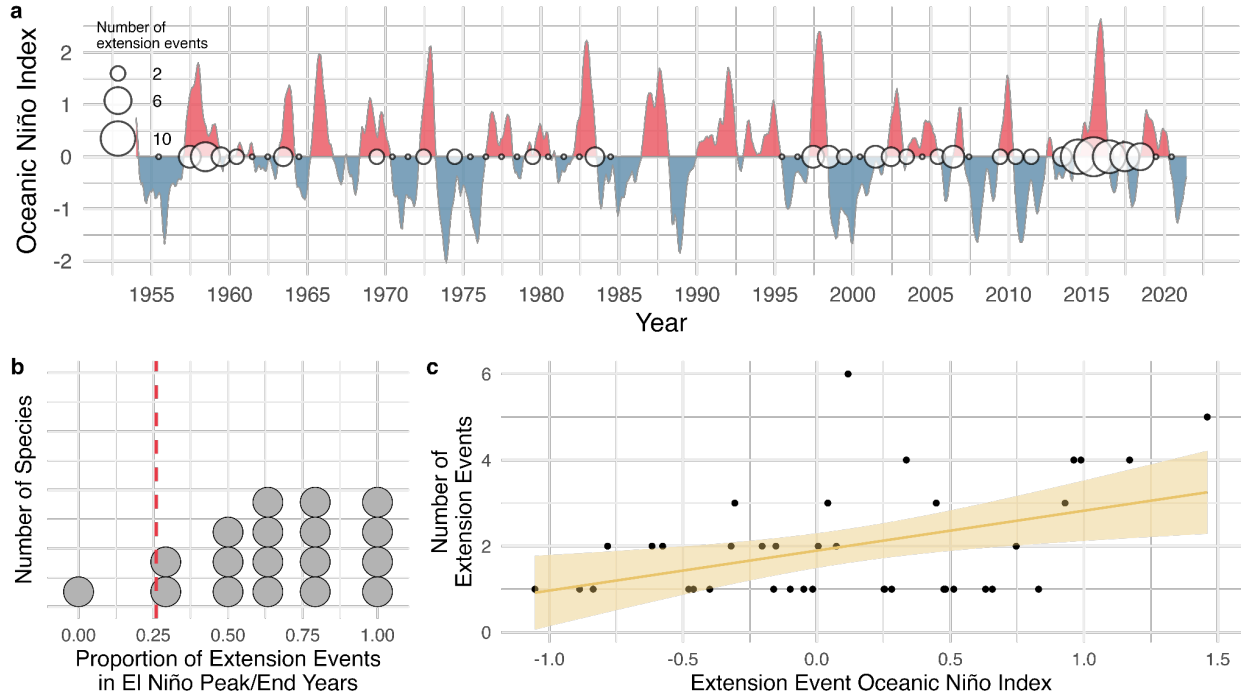 a
Number of
extension events
2
6
10
Oceanic Niño Index
2
1
0
-1
-2
1955 1960 1965 1970 1975 1980 1985 1990 1995 2000 2005 2010 2015 2020
Year
b
Number of Species
0.00 0.25 0.50 0.75 1.00
Proportion of Extension Events
in El Niño Peak/End Years
c
Number of
Extension Events
6
4
2
0
-1.0 -0.5 0.0 0.5 1.0 1.5
Extension Event Oceanic Niño Index